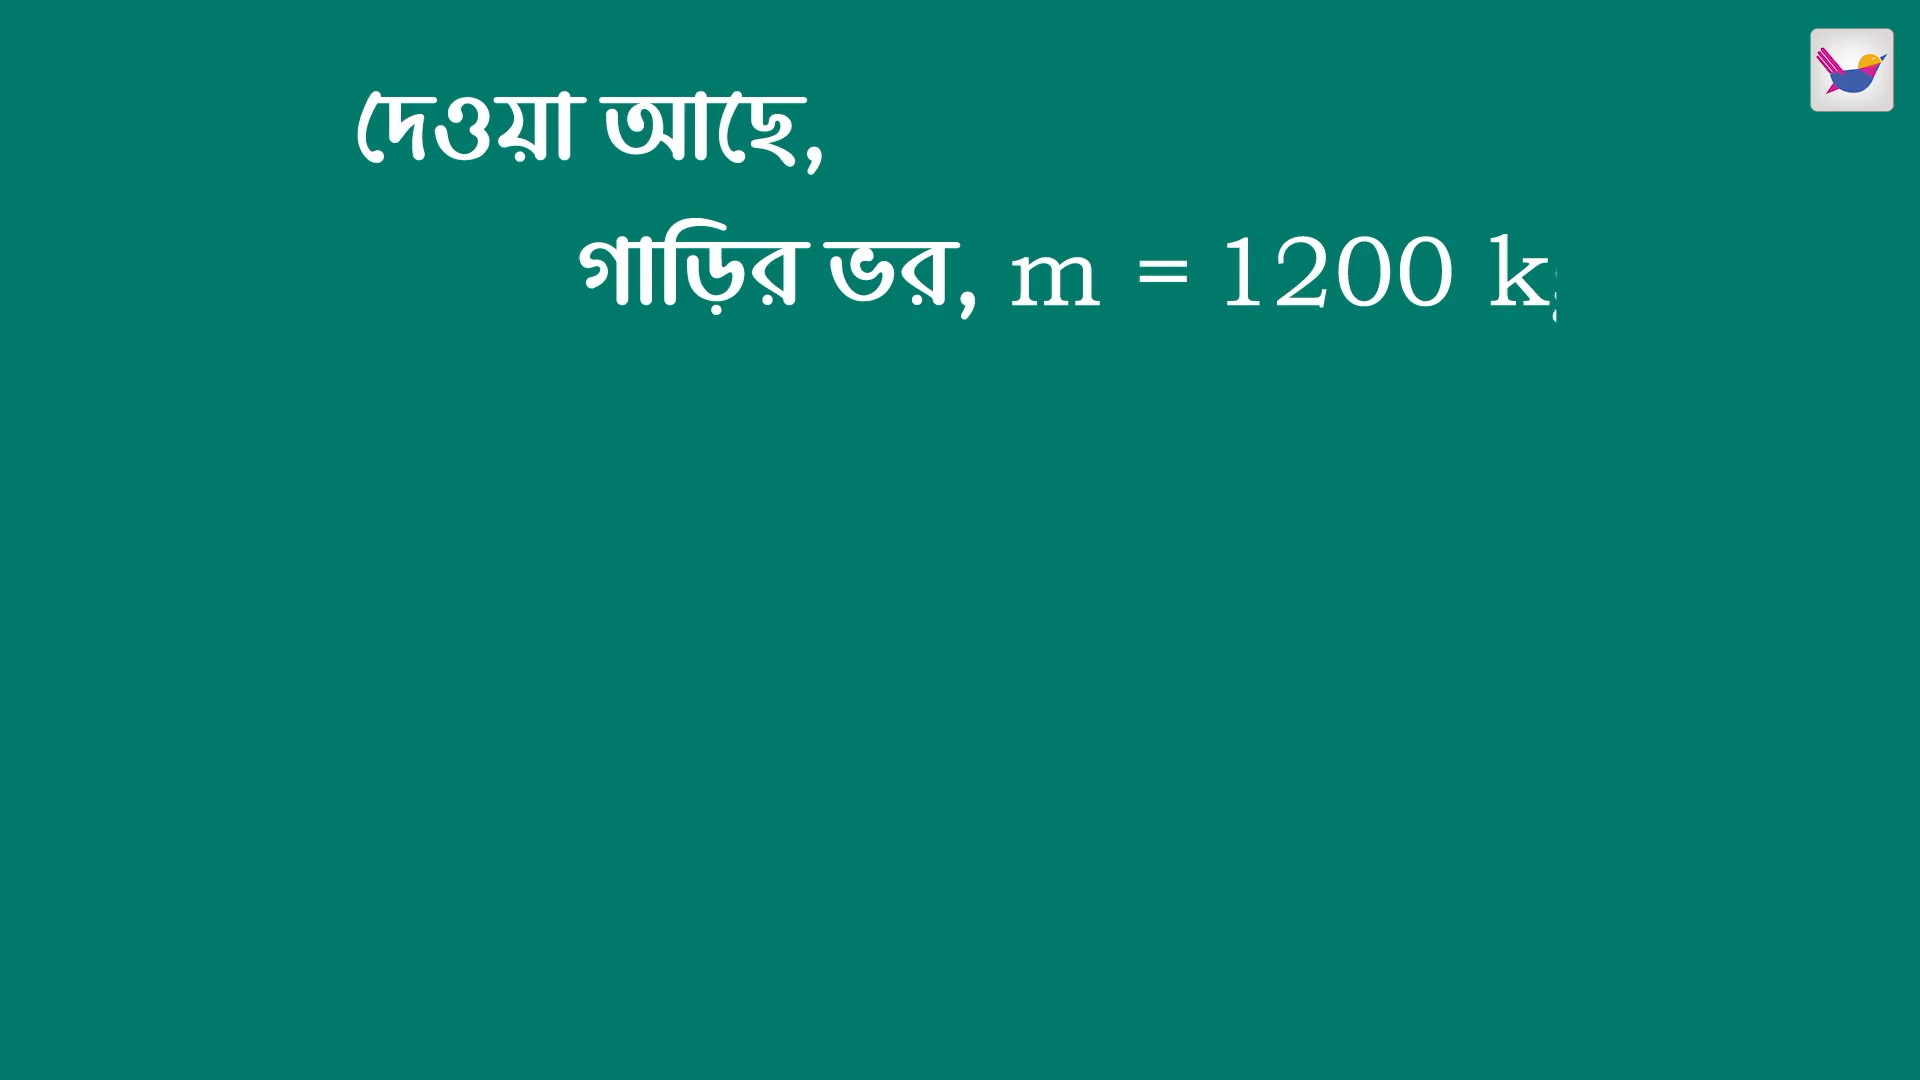 দেওয়া আছে,
গাড়ির ভর, m = 1200 k